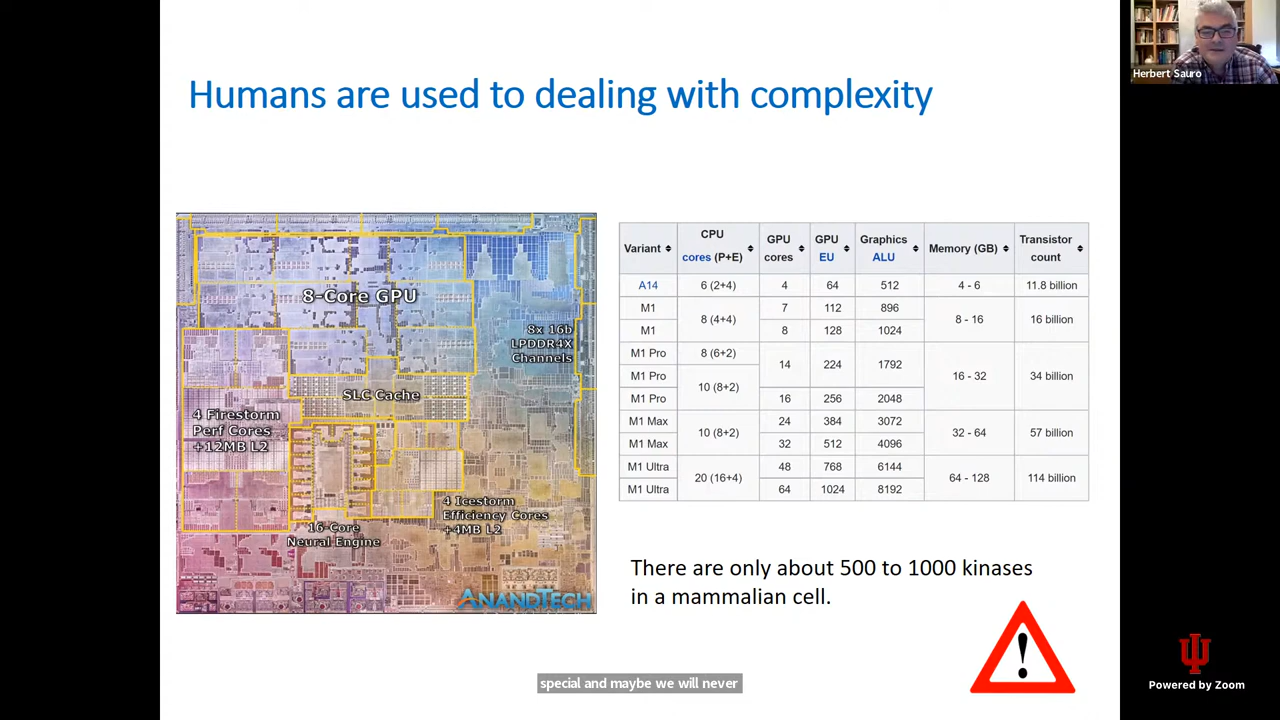 Herbert Sauro
Humans are used to dealing with complexity
8-Core GPU
8x 16b
LPDDR4X
Channels
SLC Cache
4 Firestorm
Perf Cores
+12MB L2
4 Icestorm
Efficiency Cores
+4MB L2
16-Core
Neural Engine
ANANDTECH
Variant CPU cores (P+E) GPU cores GPU EU Graphics ALU Memory (GB) Transistor count
A14 6 (2+4) 4 64 512 4 - 6 11.8 billion
M1 8 (4+4) 7 112 896 8 - 16 16 billion
M1 8 128 1024
M1 Pro 8 (6+2) 14 224 1792 16 - 32 34 billion
M1 Pro 10 (8+2)
M1 Pro 16 256 2048
M1 Max 10 (8+2) 24 384 3072 32 - 64 57 billion
M1 Max 32 512 4096
M1 Ultra 20 (16+4) 48 768 6144 64 - 128 114 billion
M1 Ultra 64 1024 8192
There are only about 500 to 1000 kinases
in a mammalian cell.
!
special and maybe we will never
Powered by Zoom